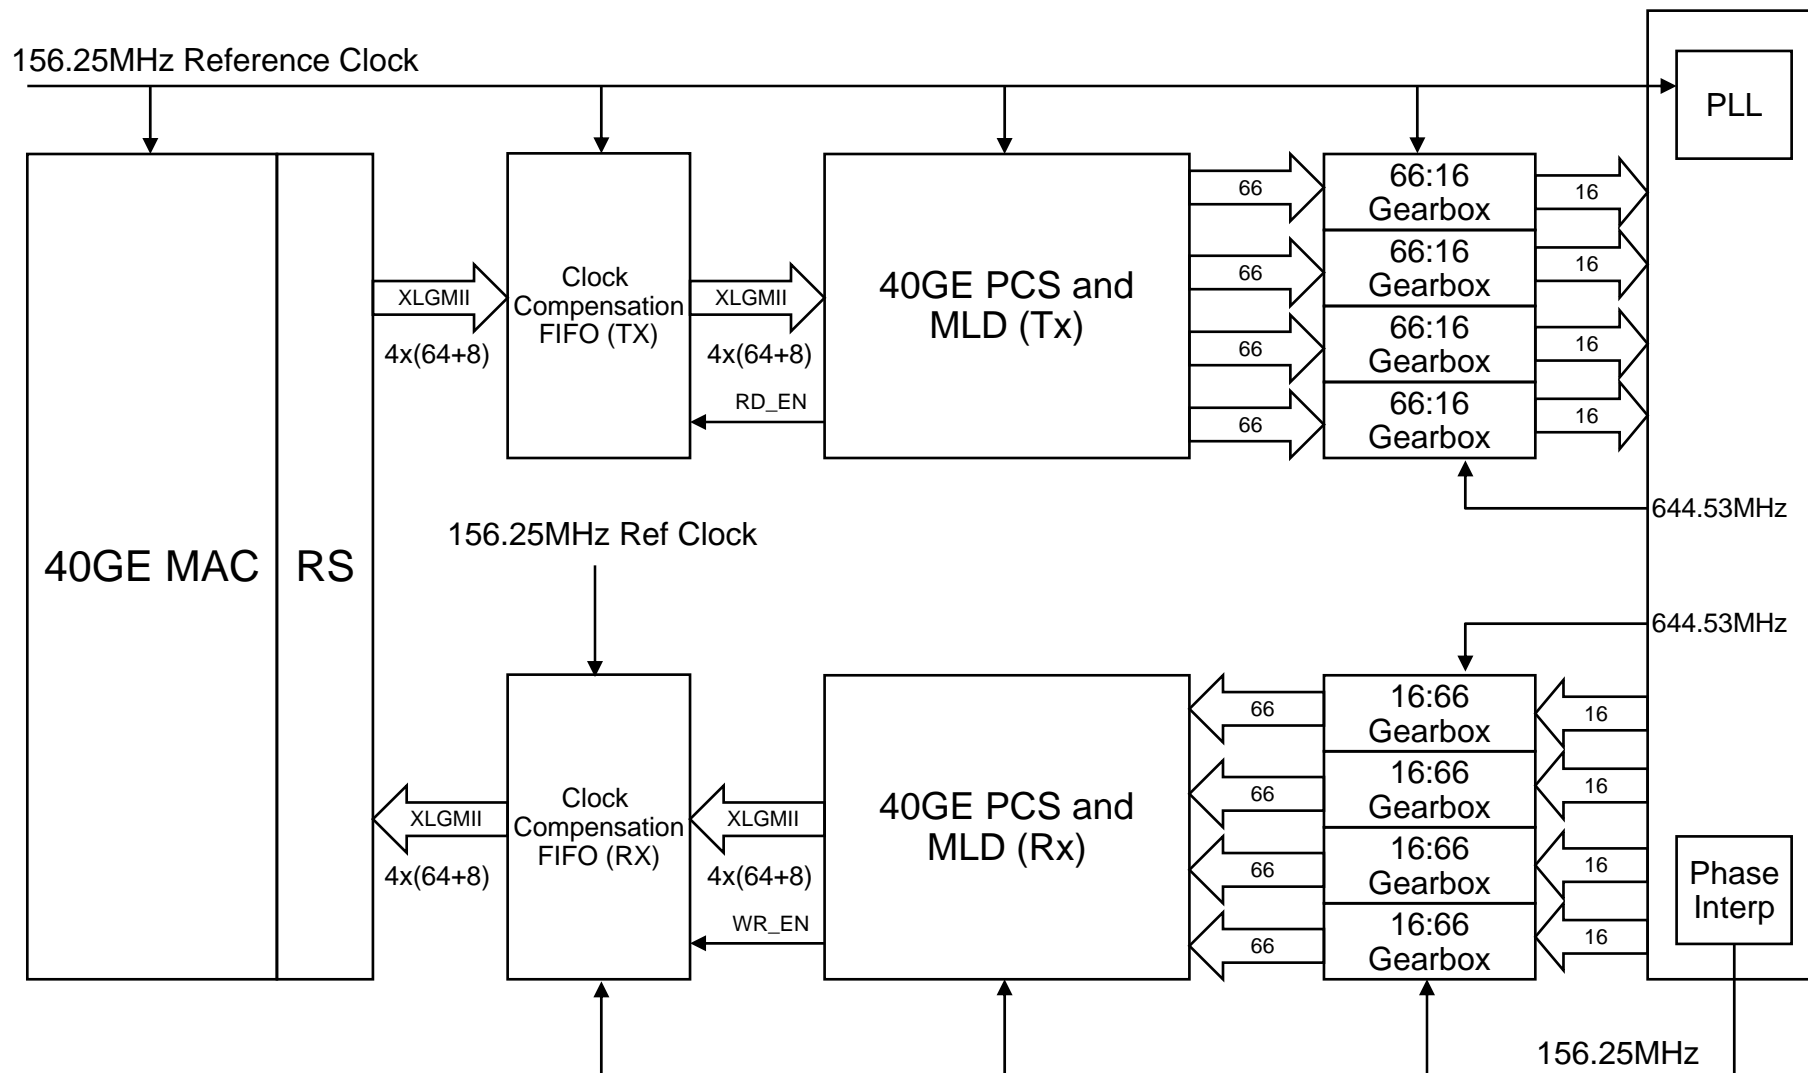 156.25MHz Reference Clock
PLL
66:16
Gearbox
66:16
Gearbox
66:16
Gearbox
66:16
Gearbox
66
66
66
66
16
16
16
16
Clock
Compensation
FIFO (TX)
40GE PCS and
MLD (Tx)
XLGMII
4x(64+8)
XLGMII
4x(64+8)
RD_EN
644.53MHz
156.25MHz Ref Clock
40GE MAC
RS
644.53MHz
16:66
Gearbox
16:66
Gearbox
16:66
Gearbox
16:66
Gearbox
66
66
66
66
16
16
16
16
Clock
Compensation
FIFO (RX)
40GE PCS and
MLD (Rx)
XLGMII
4x(64+8)
XLGMII
4x(64+8)
WR_EN
Phase
Interp
156.25MHz